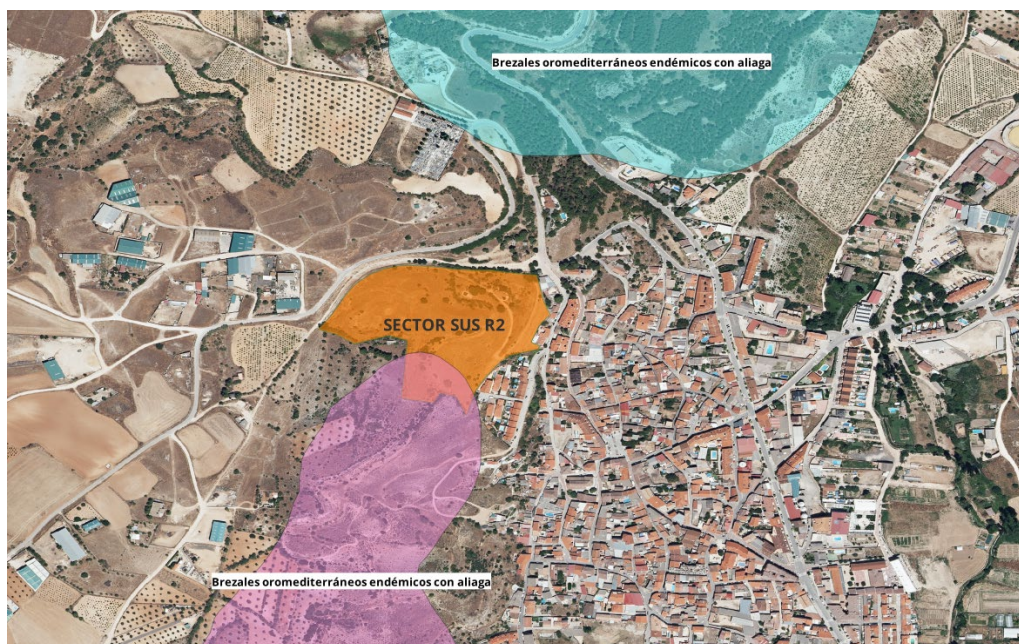 Brezales oromediterráneos endémicos con aliaga
SECTOR SUS R2
Brezales oromediterráneos endémicos con aliaga